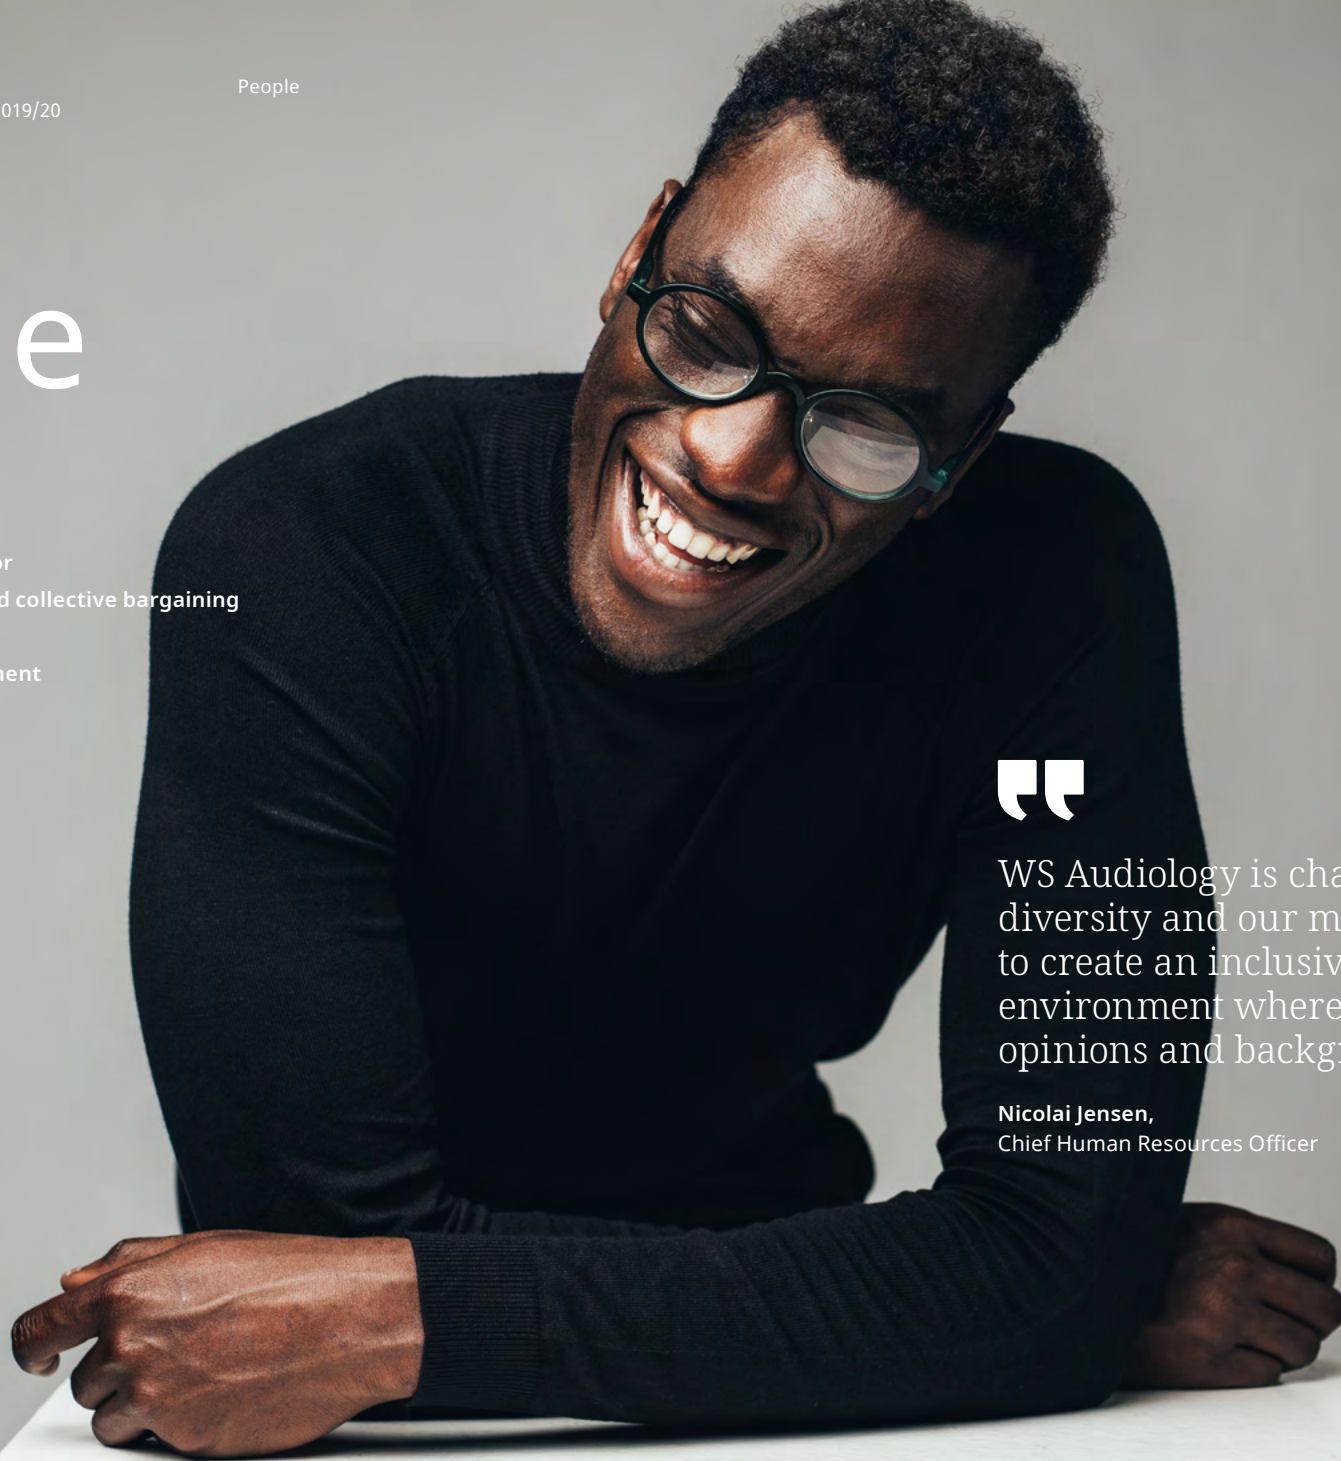 People
019/20
e
or
d collective bargaining
ment
WS Audiology is cha
diversity and our m
to create an inclusiv
environment where
opinions and backg
Nicolai Jensen,
Chief Human Resources Officer